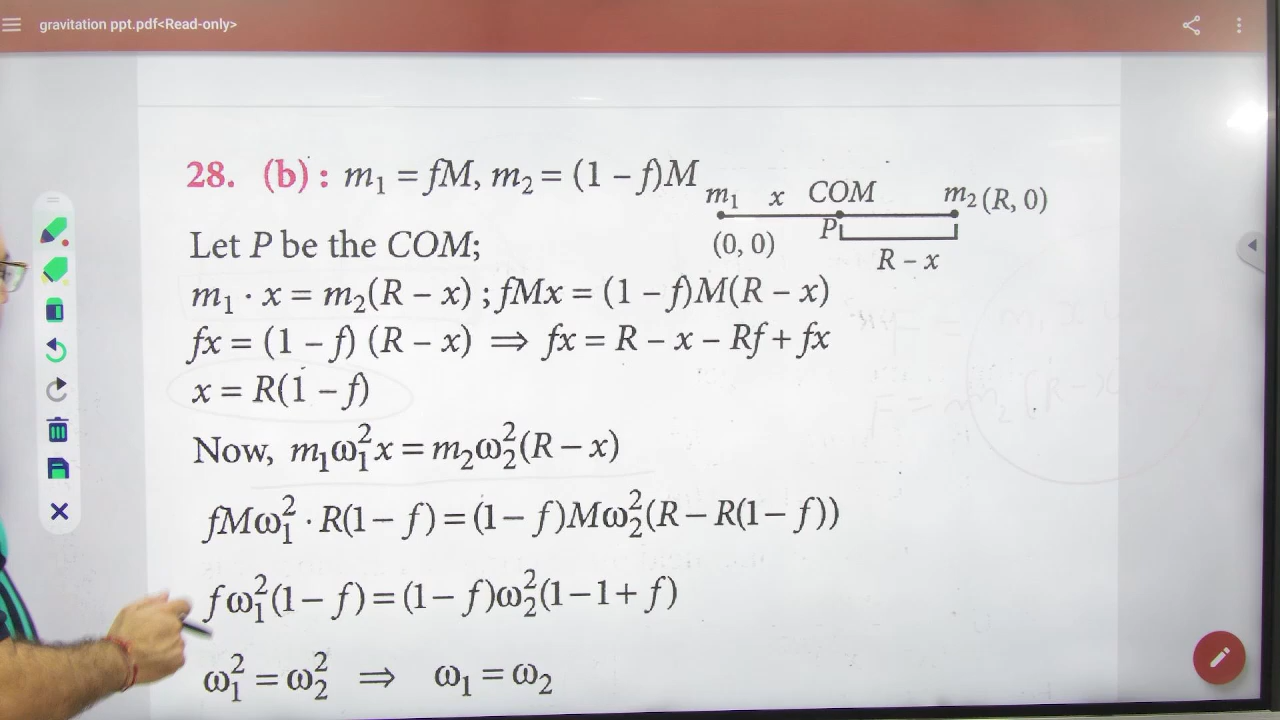 gravitation ppt.pdf<Read-only>
28. (b) : m₁ = fM, m₂ = (1 – f)M
m₁ x COM m₂ (R, 0)
(0, 0) P
R – x
Let P be the COM;
m₁ · x = m₂(R – x) ; fMx = (1 – f)M(R – x)
fx = (1 – f) (R – x) ⟹ fx = R – x – Rf + fx
x = R(1 – f)
Now, m₁ω₁²x = m₂ω₂²(R – x)
fMω₁² · R(1 – f) = (1 – f)Mω₂²(R – R(1 – f))
fω₁²(1 – f) = (1 – f)ω₂²(1 – 1 + f)
ω₁² = ω₂² ⟹ ω₁ = ω₂